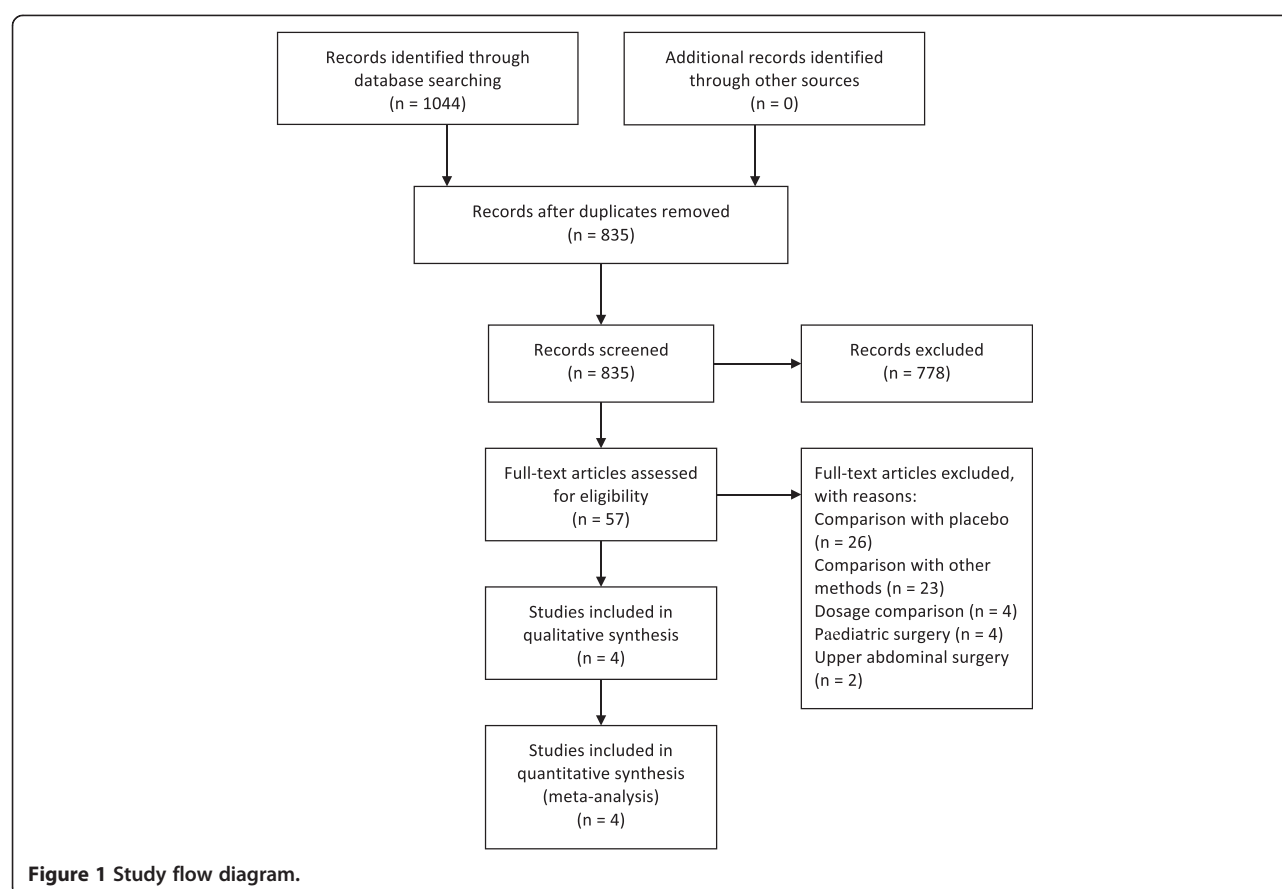 Records identified through
database searching
(n = 1044)
Additional records identified
through other sources
(n = 0)
Records after duplicates removed
(n = 835)
Records screened
(n = 835)
Records excluded
(n = 778)
Full-text articles assessed
for eligibility
(n = 57)
Full-text articles excluded,
with reasons:
Comparison with placebo
(n = 26)
Comparison with other
methods (n = 23)
Dosage comparison (n = 4)
Paediatric surgery (n = 4)
Upper abdominal surgery
(n = 2)
Studies included in
qualitative synthesis
(n = 4)
Studies included in
quantitative synthesis
(meta-analysis)
(n = 4)
Figure 1 Study flow diagram.